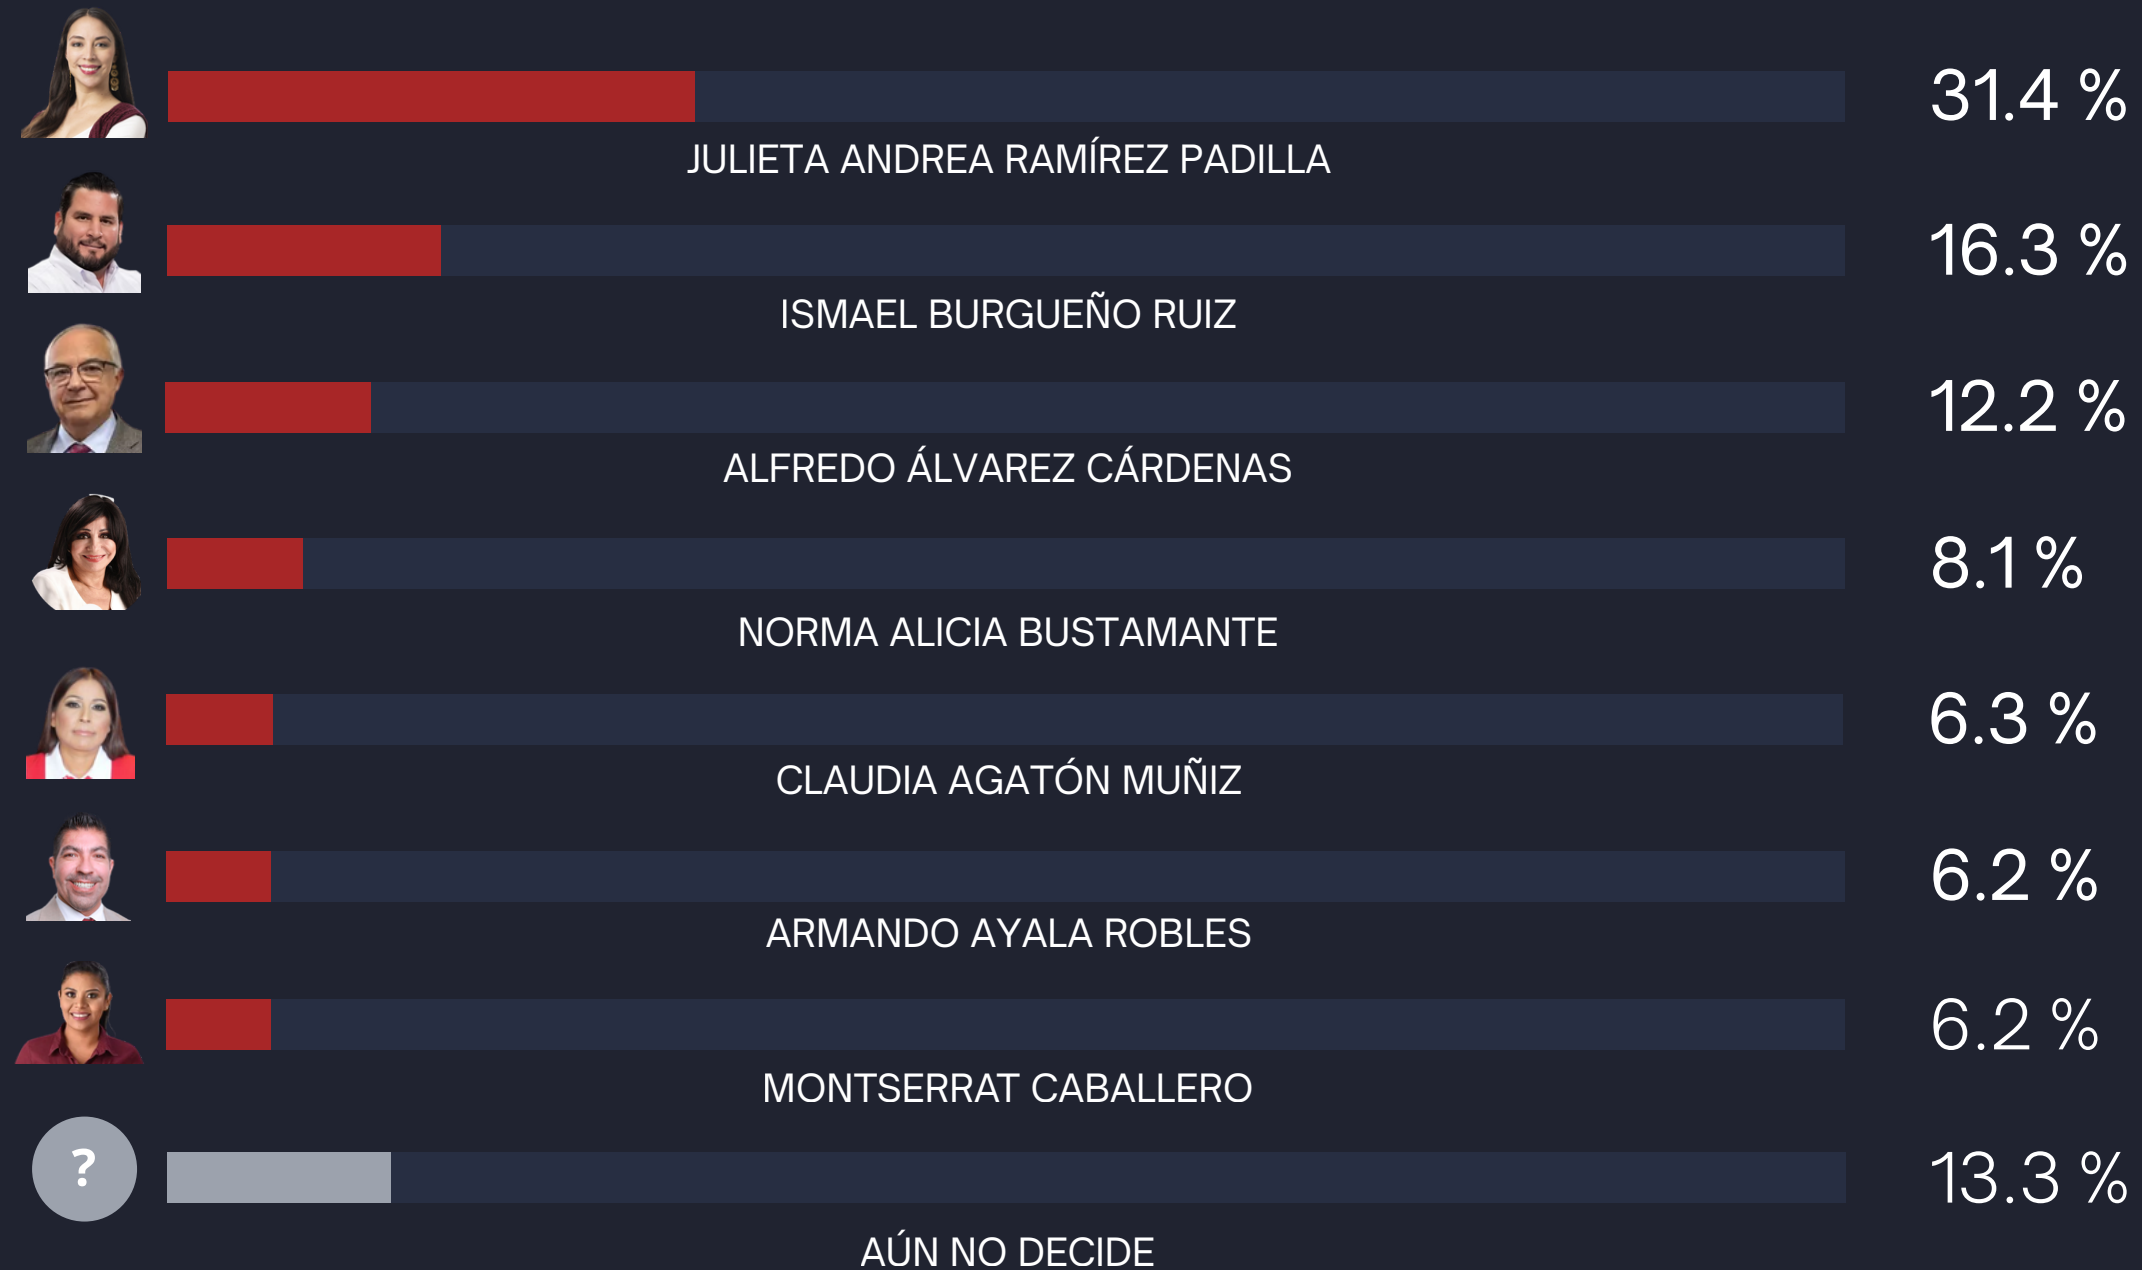 31.4 %
JULIETA ANDREA RAMÍREZ PADILLA
16.3 %
ISMAEL BURGUEÑO RUIZ
12.2 %
ALFREDO ÁLVAREZ CÁRDENAS
8.1 %
NORMA ALICIA BUSTAMANTE
6.3 %
CLAUDIA AGATÓN MUÑIZ
6.2 %
ARMANDO AYALA ROBLES
6.2 %
MONTSERRAT CABALLERO
? 13.3 %
AÚN NO DECIDE